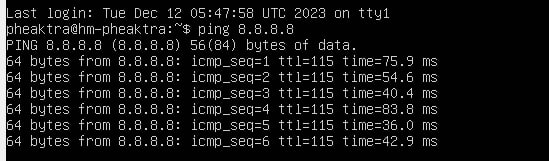 Last login: Tue Dec 12 05:47:58 UTC 2023 on tty1
pheaktra@hm-pheaktra:~$ ping 8.8.8.8
PING 8.8.8.8 (8.8.8.8) 56(84) bytes of data.
64 bytes from 8.8.8.8: icmp_seq=1 ttl=115 time=75.9 ms
64 bytes from 8.8.8.8: icmp_seq=2 ttl=115 time=54.6 ms
64 bytes from 8.8.8.8: icmp_seq=3 ttl=115 time=40.4 ms
64 bytes from 8.8.8.8: icmp_seq=4 ttl=115 time=83.8 ms
64 bytes from 8.8.8.8: icmp_seq=5 ttl=115 time=36.0 ms
64 bytes from 8.8.8.8: icmp_seq=6 ttl=115 time=42.9 ms